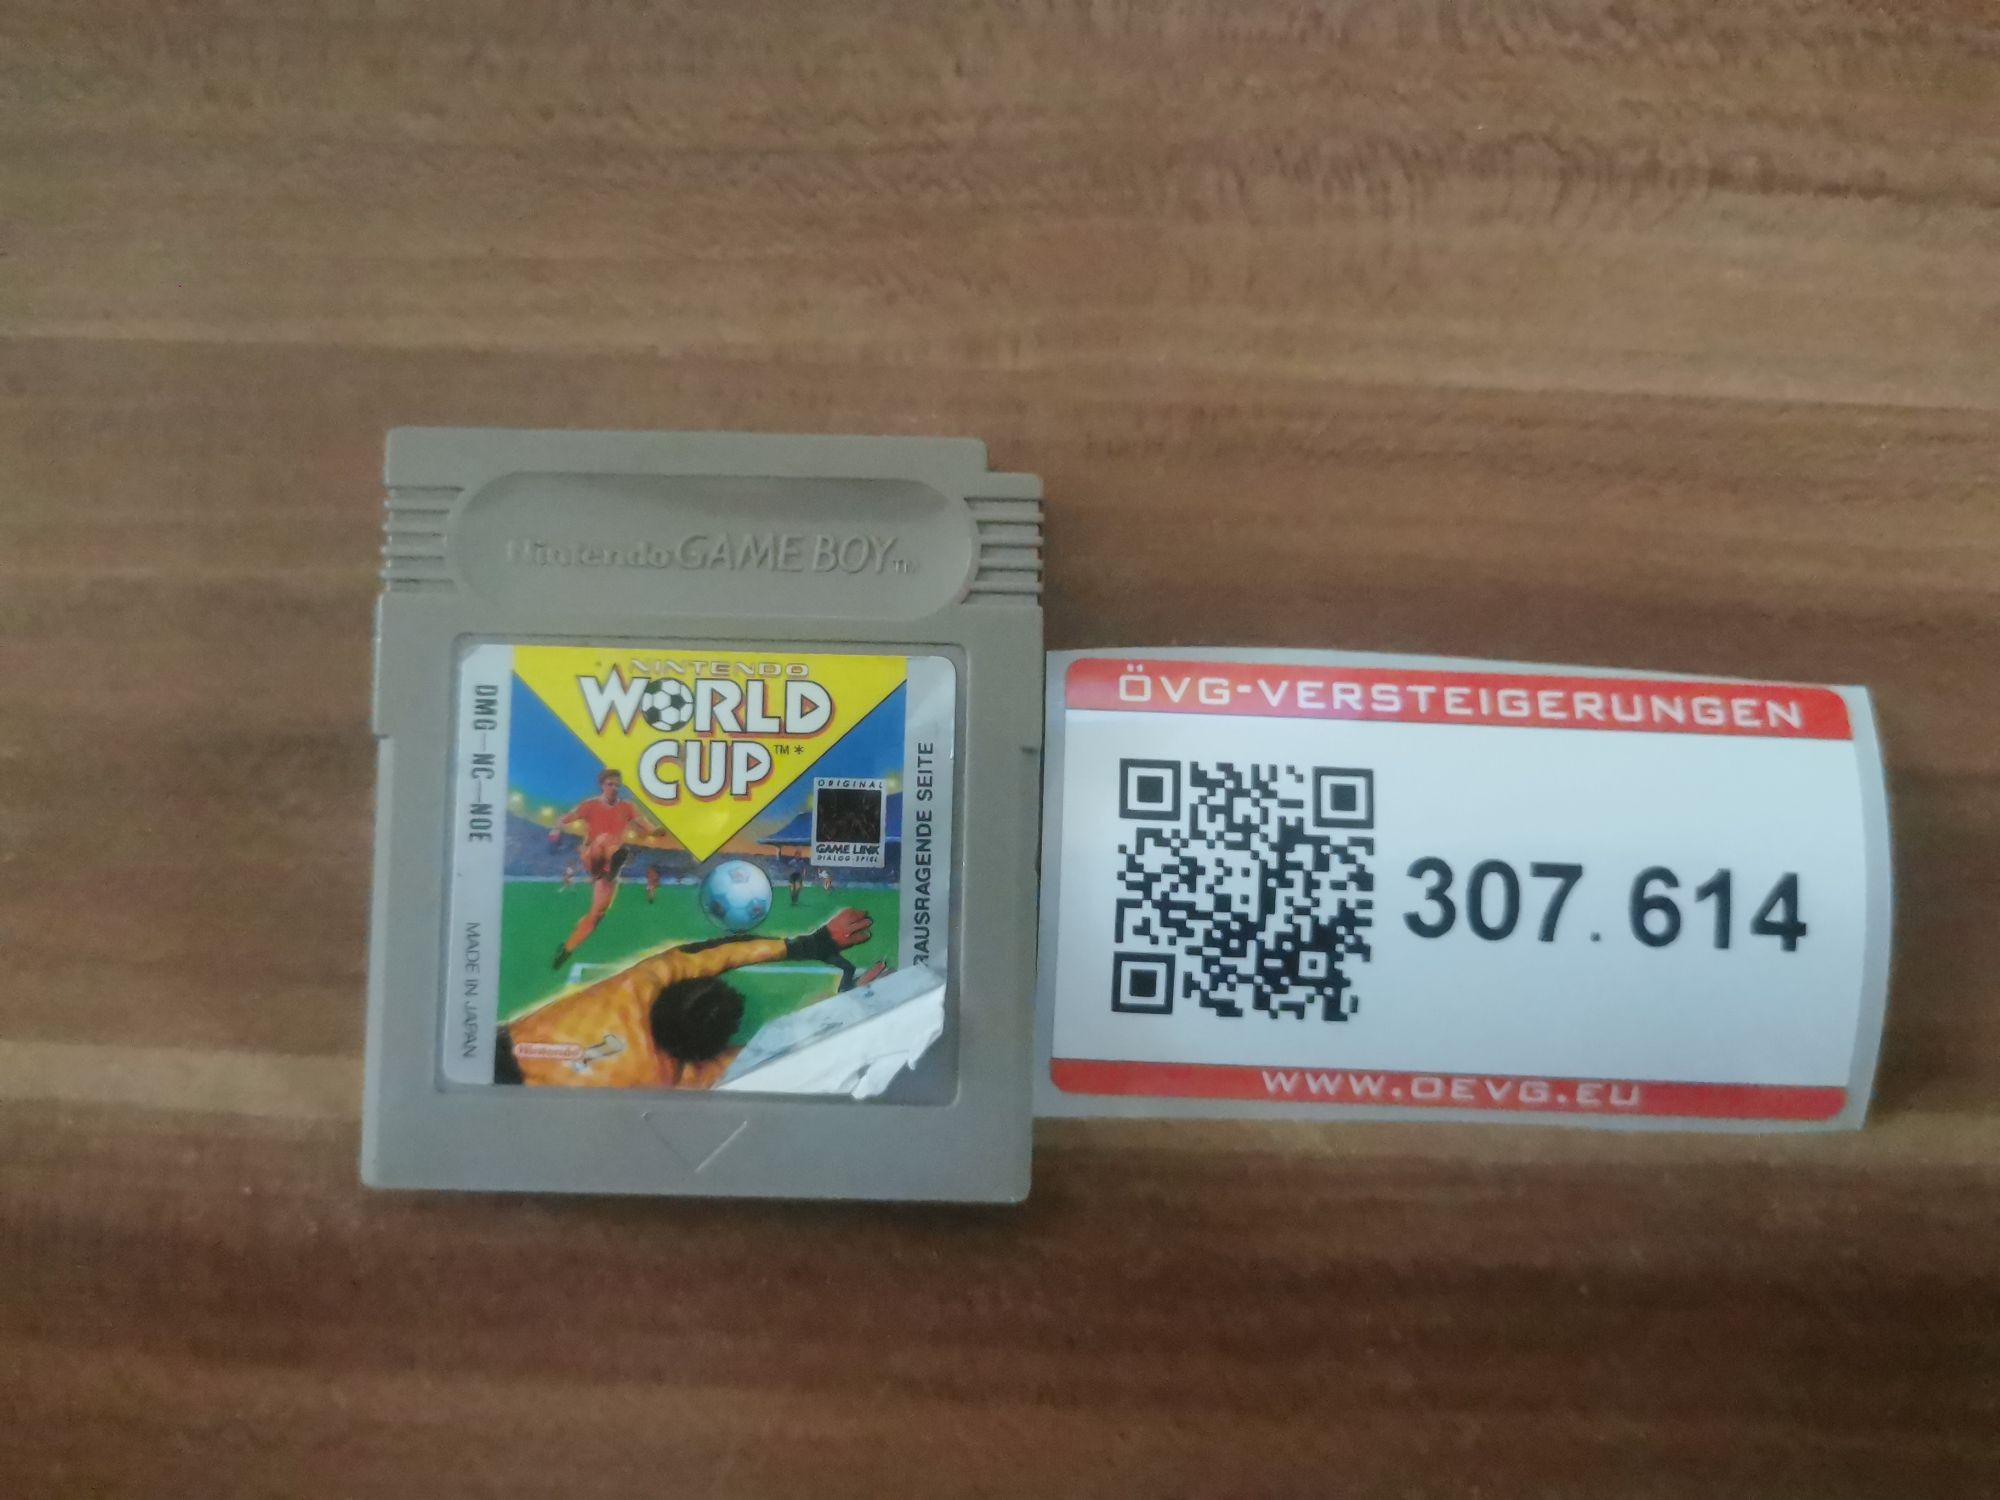 Nintendo GAME BOY TM
NINTENDO
WORLD
CUP TM *
DMG-NC-NOE
MADE IN JAPAN
ORIGINAL
GAME LINK
DIALOG-SPIEL
RAUSRAGENDE SEITE
Nintendo
ÖVG-VERSTEIGERUNGEN
307.614
WWW.OEVG.EU